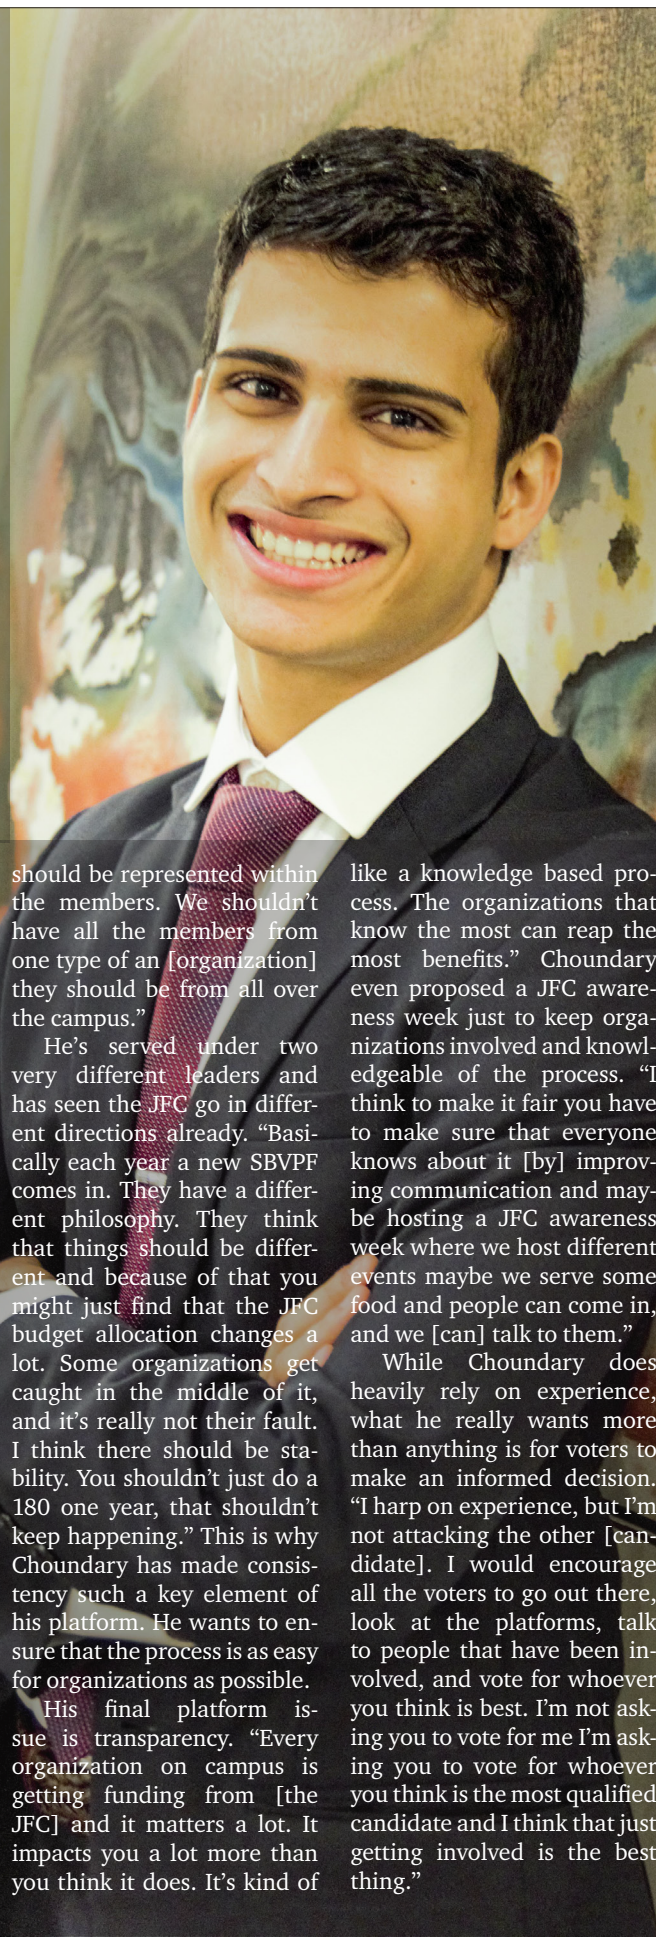 should be represented within
the members. We shouldn't
have all the members from
one type of an [organization]
they should be from all over
the campus.”
He’s served under two
very different leaders and
has seen the JFC go in differ-
ent directions already. “Basi-
cally each year a new SBVPF
comes in. They have a differ-
ent philosophy. They think
that things should be differ-
ent and because of that you
might just find that the JFC
budget allocation changes a
lot. Some organizations get
caught in the middle of it,
and it’s really not their fault.
I think there should be sta-
bility. You shouldn’t just do a
180 one year, that shouldn’t
keep happening.” This is why
Choundary has made consis-
tency such a key element of
his platform. He wants to en-
sure that the process is as easy
for organizations as possible.
His final platform is-
sue is transparency. “Every
organization on campus is
getting funding from [the
JFC] and it matters a lot. It
impacts you a lot more than
you think it does. It’s kind of
like a knowledge based pro-
cess. The organizations that
know the most can reap the
most benefits.” Choundary
even proposed a JFC aware-
ness week just to keep orga-
nizations involved and knowl-
edgeable of the process. “I
think to make it fair you have
to make sure that everyone
knows about it [by] improv-
ing communication and may-
be hosting a JFC awareness
week where we host different
events maybe we serve some
food and people can come in,
and we [can] talk to them.”
While Choundary does
heavily rely on experience,
what he really wants more
than anything is for voters to
make an informed decision.
“I harp on experience, but I’m
not attacking the other [can-
didate]. I would encourage
all the voters to go out there,
look at the platforms, talk
to people that have been in-
volved, and vote for whoever
you think is best. I’m not ask-
ing you to vote for me I’m ask-
ing you to vote for whoever
you think is the most qualified
candidate and I think that just
getting involved is the best
thing.”